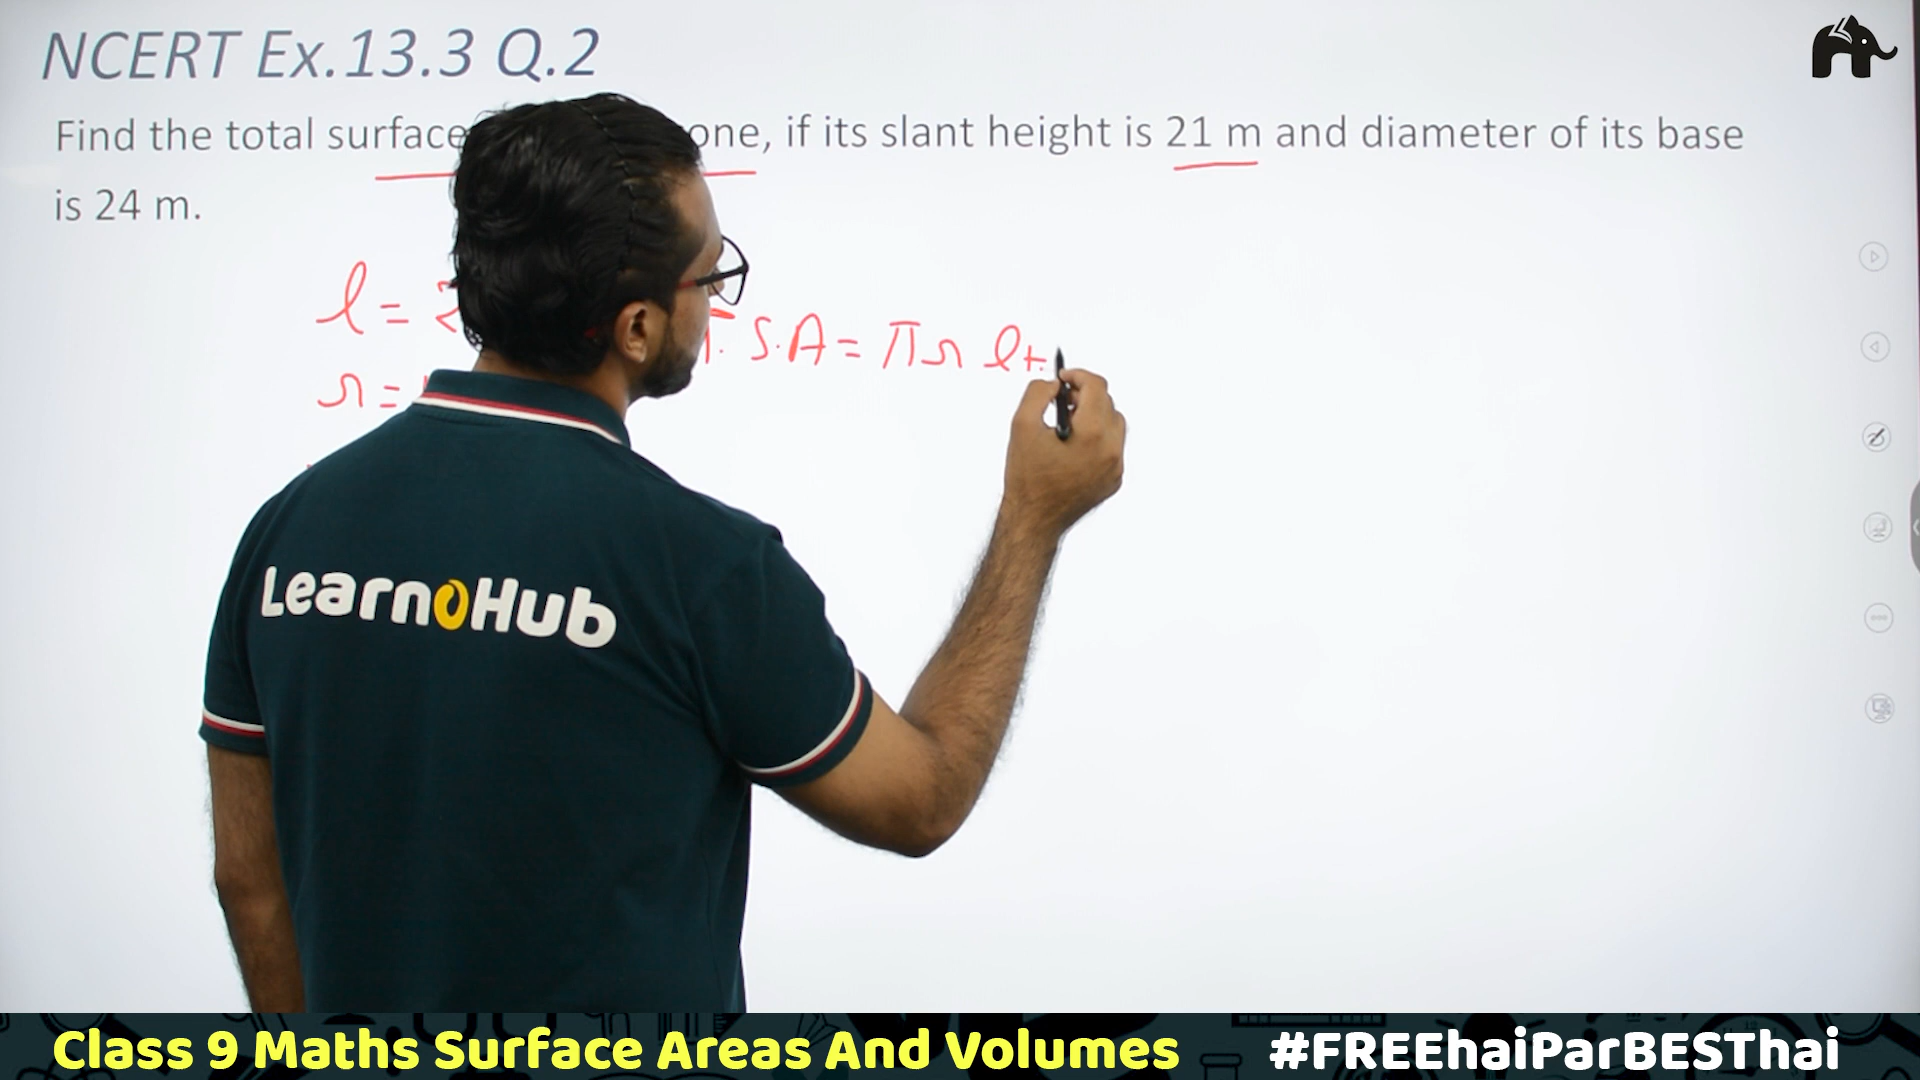 NCERT Ex.13.3 Q.2
Find the total surface one, if its slant height is 21 m and diameter of its base
is 24 m.
l = 2
T. S.A = πr l+
r =
LearnoHub
Class 9 Maths Surface Areas And Volumes #FREEhaiParBESThai